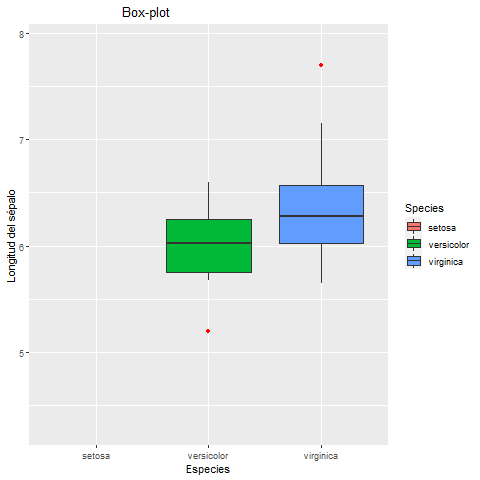 Box-plot
8
7
6
5
Longitud del sépalo
setosa versicolor virginica
Especies
Species
setosa
versicolor
virginica